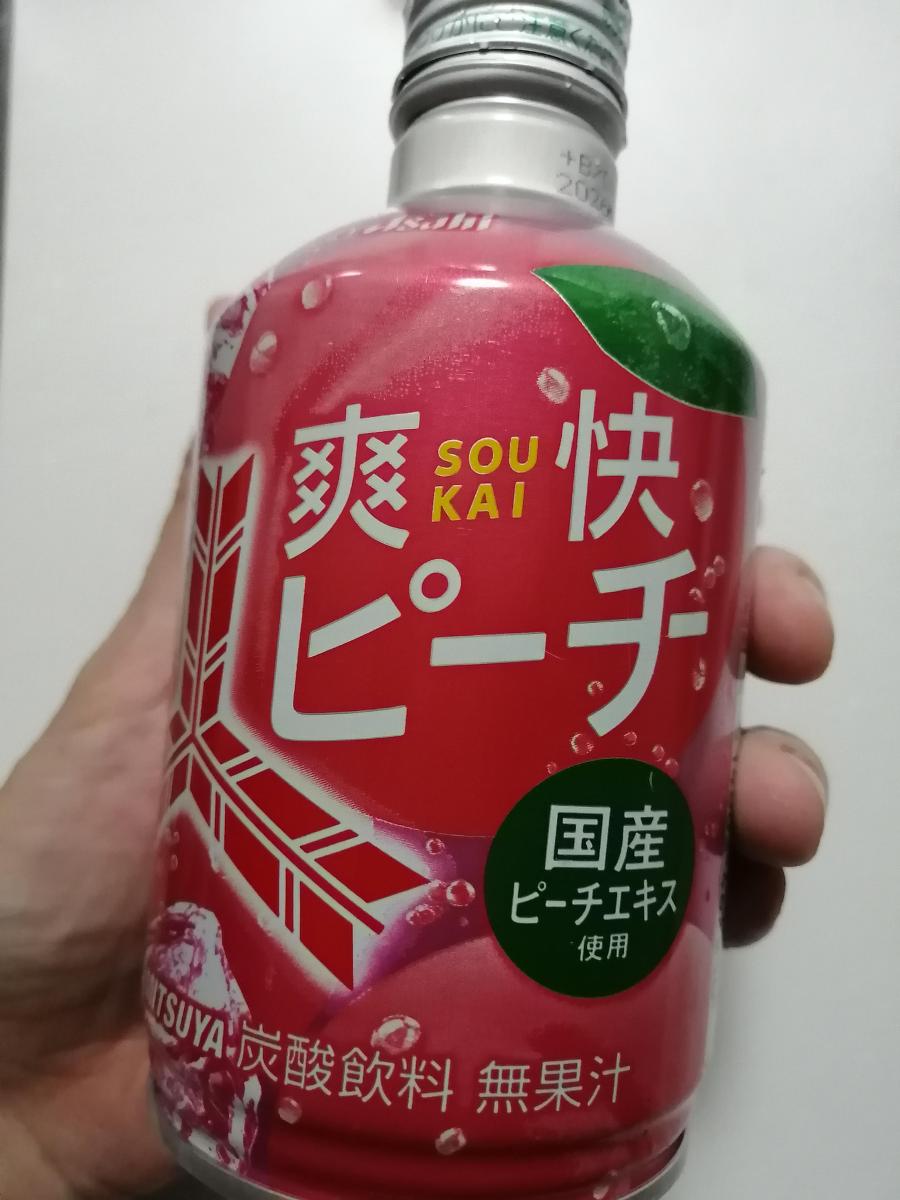 Asahi
爽 SOU KAI 快
ピーチ
国産
ピーチエキス
使用
炭酸飲料 無果汁